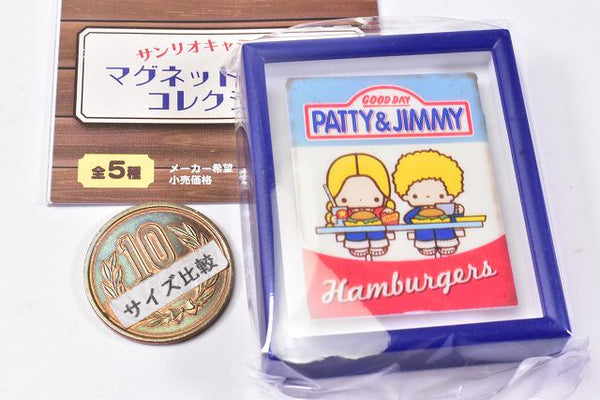 サンリオキャ
マグネット
コレク
全5種
メーカー希望
小売価格
10
サイズ比較
GOOD DAY
PATTY&JIMMY
Hamburgers